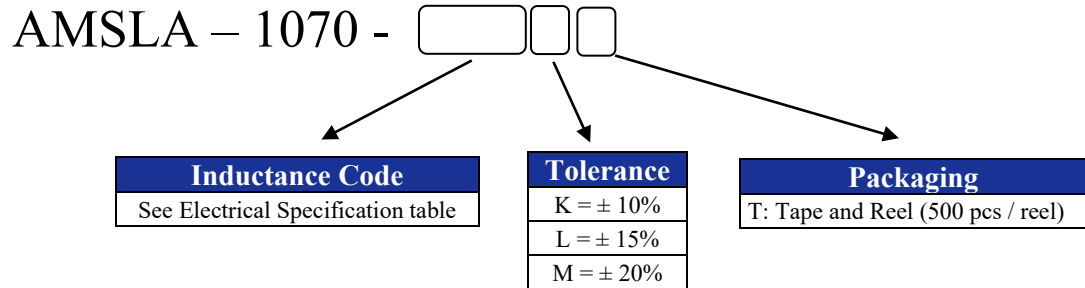 AMSLA – 1070 -
Inductance Code
See Electrical Specification table
Tolerance
K = ± 10%
L = ± 15%
M = ± 20%
Packaging
T: Tape and Reel (500 pcs / reel)